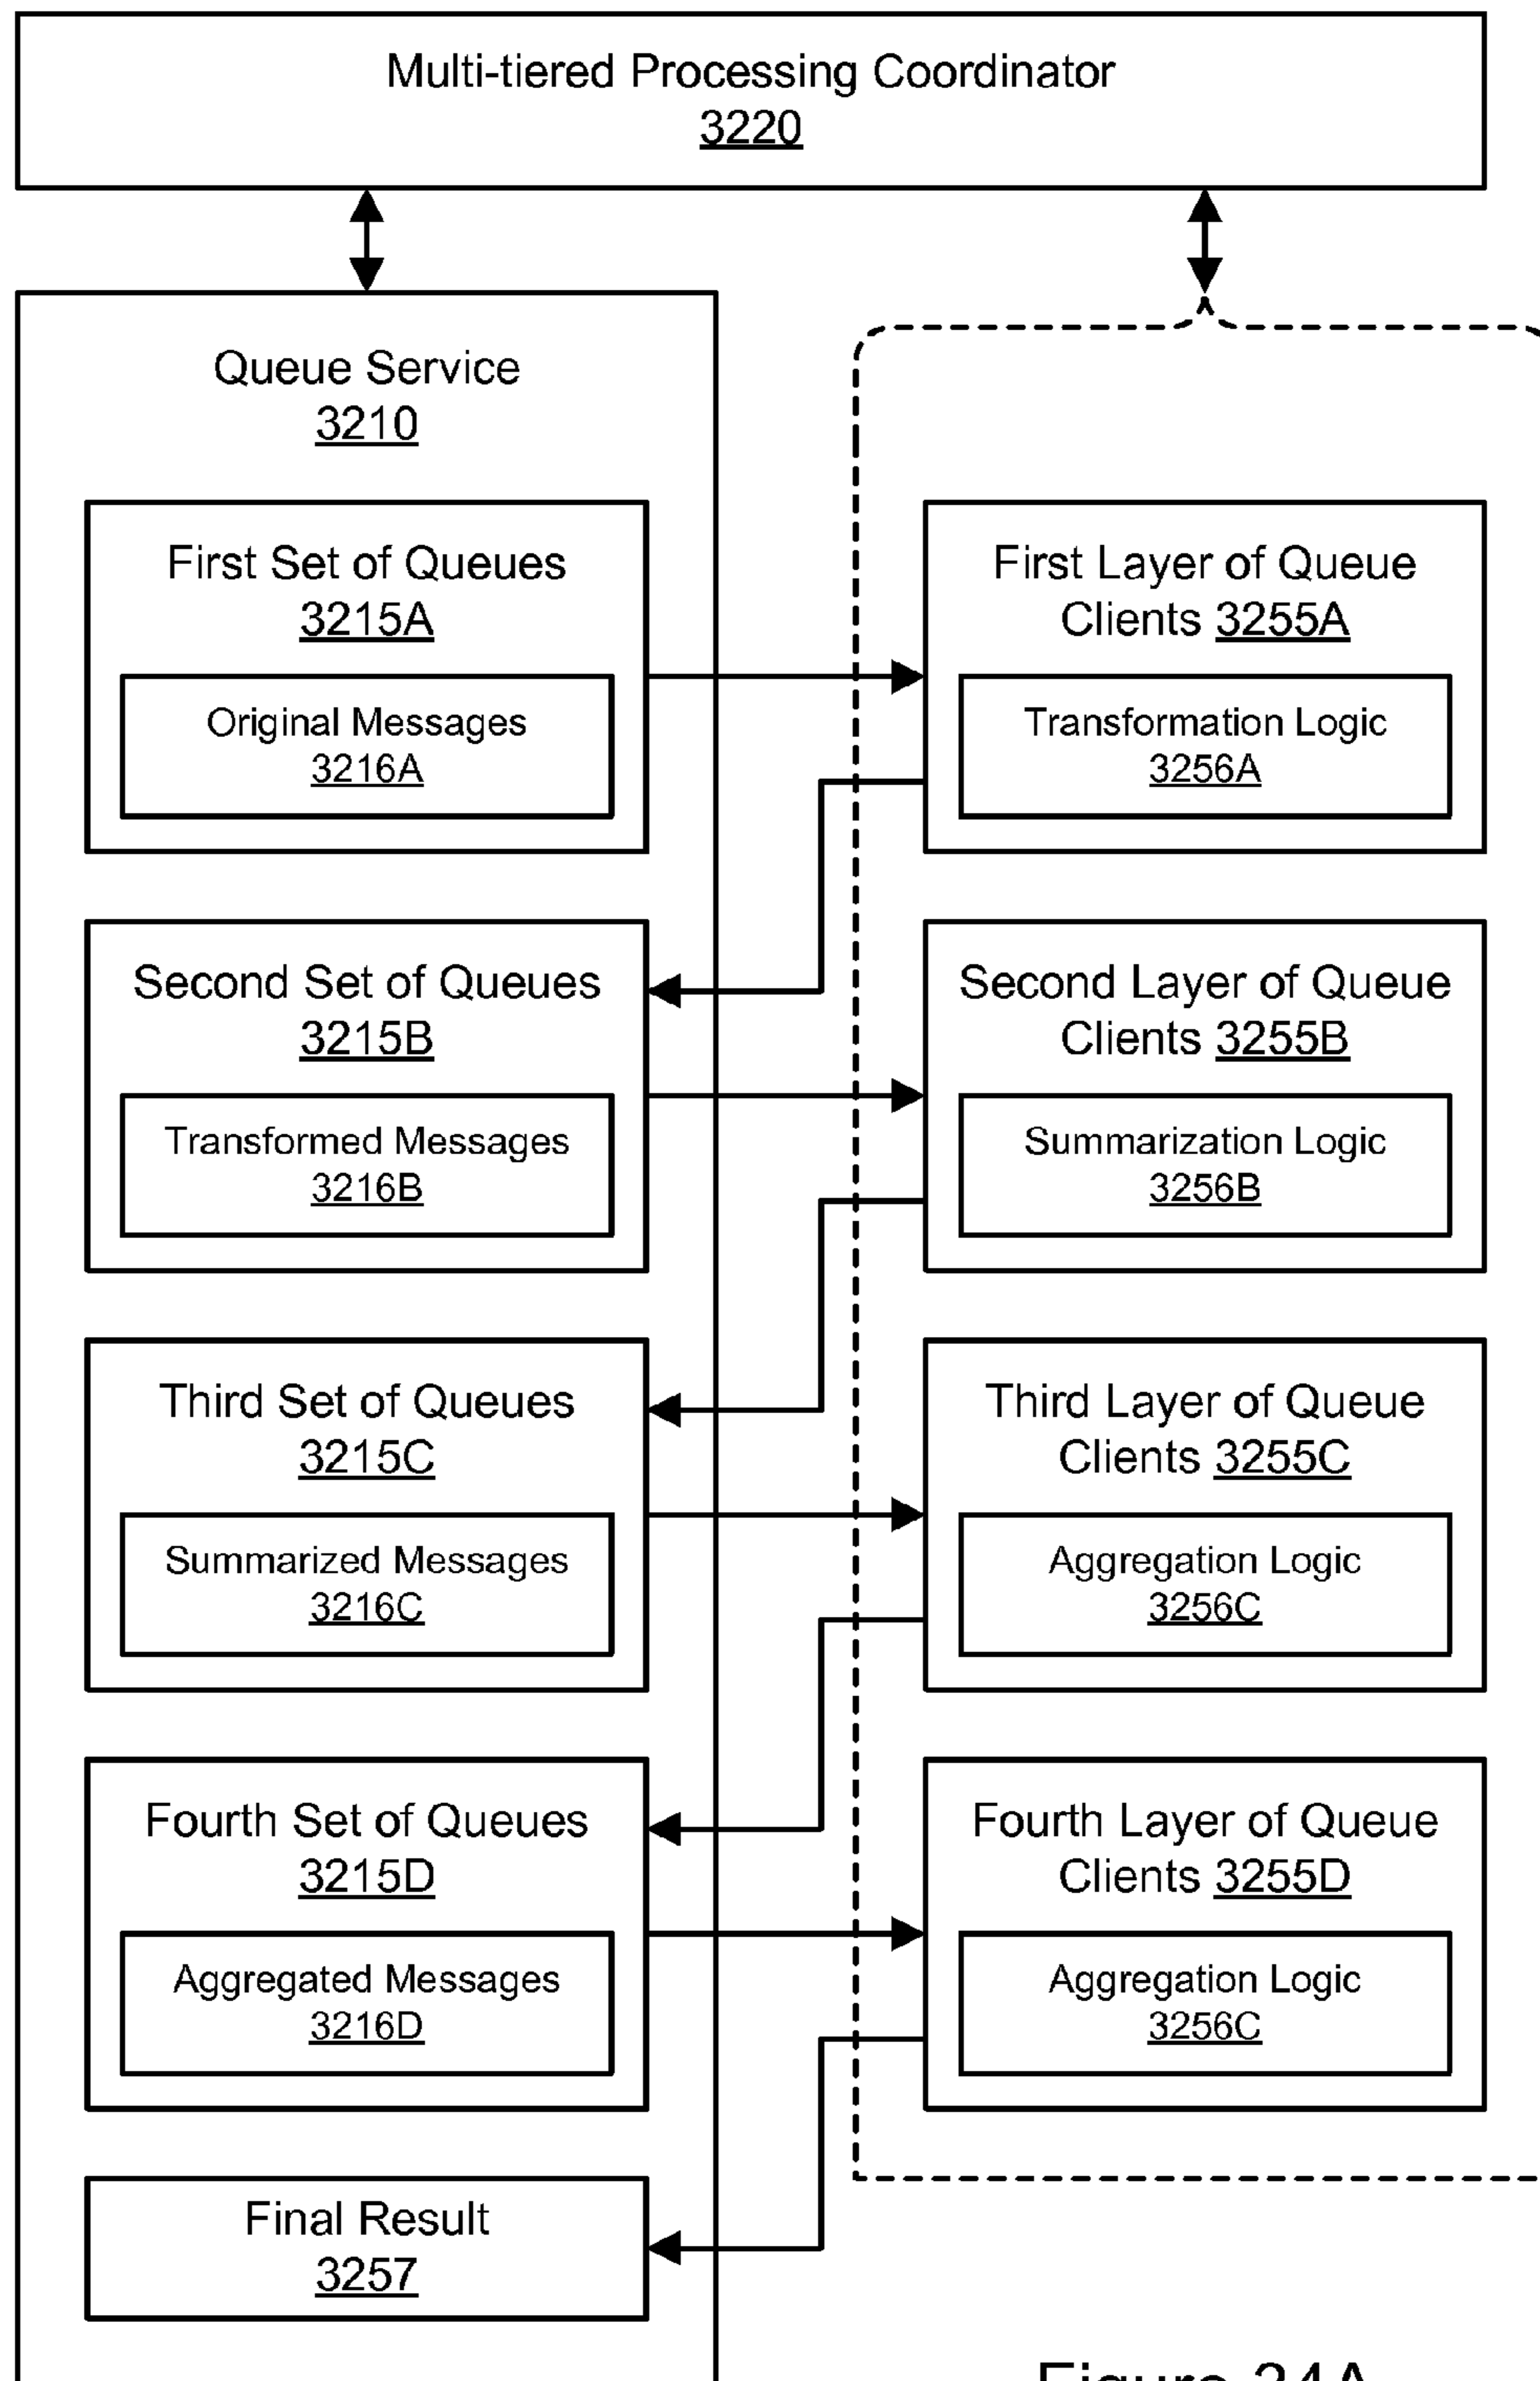 Multi-tiered Processing Coordinator
3220
Queue Service
3210
First Set of Queues
3215A
Original Messages
3216A
First Layer of Queue
Clients 3255A
Transformation Logic
3256A
Second Set of Queues
3215B
Transformed Messages
3216B
Second Layer of Queue
Clients 3255B
Summarization Logic
3256B
Third Set of Queues
3215C
Summarized Messages
3216C
Third Layer of Queue
Clients 3255C
Aggregation Logic
3256C
Fourth Set of Queues
3215D
Aggregated Messages
3216D
Fourth Layer of Queue
Clients 3255D
Aggregation Logic
3256C
Final Result
3257
Figure